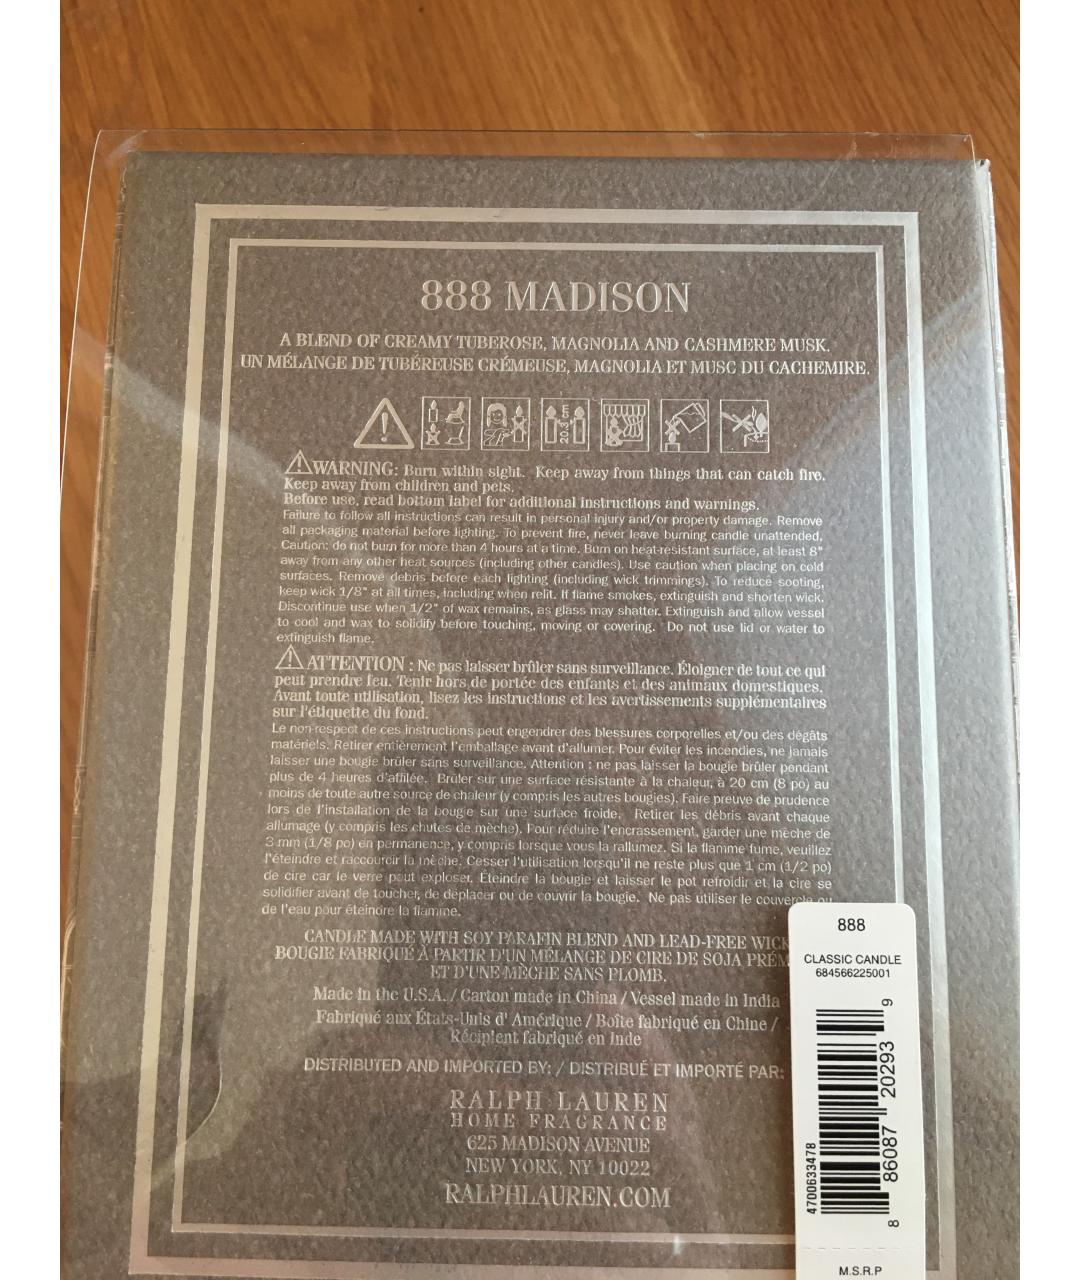 888 MADISON
A BLEND OF CREAMY TUBEROSE, MAGNOLIA AND CASHMERE MUSK.
UN MÉLANGE DE TUBÉREUSE CRÉMEUSE, MAGNOLIA ET MUSC DU CACHEMIRE.
WARNING: Burn within sight. Keep away from things that can catch fire.
Keep away from children and pets.
Before use, read bottom label for additional instructions and warnings.
Failure to follow all instructions can result in personal injury and/or property damage. Remove
all packaging material before lighting. To prevent fire, never leave burning candle unattended.
Caution: do not burn for more than 4 hours at a time. Burn on heat-resistant surface, at least 8"
away from any other heat sources (including other candles). Use caution when placing on cold
surfaces. Remove debris before each lighting (including wick trimmings). To reduce sooting,
keep wick 1/8" at all times, including when relit. If flame smokes, extinguish and shorten wick.
Discontinue use when 1/2" of wax remains, as glass may shatter. Extinguish and allow vessel
to cool and wax to solidify before touching, moving or covering. Do not use lid or water to
extinguish flame.
ATTENTION : Ne pas laisser brûler sans surveillance. Éloigner de tout ce qui
peut prendre feu. Tenir hors de portée des enfants et des animaux domestiques.
Avant toute utilisation, lisez les instructions et les avertissements supplémentaires
sur l'étiquette du fond.
Le non-respect de ces instructions peut engendrer des blessures corporelles et/ou des dégâts
matériels. Retirer entièrement l'emballage avant d'allumer. Pour éviter les incendies, ne jamais
laisser une bougie brûler sans surveillance. Attention : ne pas laisser la bougie brûler pendant
plus de 4 heures d'affilée. Brûler sur une surface résistante à la chaleur, à 20 cm (8 po) au
moins de toute autre source de chaleur (y compris les autres bougies). Faire preuve de prudence
lors de l'installation de la bougie sur une surface froide. Retirer les débris avant chaque
allumage (y compris les chutes de mèche). Pour réduire l'encrassement, garder une mèche de
3 mm (1/8 po) en permanence, y compris lorsque vous la rallumez. Si la flamme fume, veuillez
l'éteindre et raccourcir la mèche. Cesser l'utilisation lorsqu'il ne reste plus que 1 cm (1/2 po)
de cire car le verre peut exploser. Éteindre la bougie et laisser le pot refroidir et la cire se
solidifier avant de toucher, de déplacer ou de couvrir la bougie. Ne pas utiliser le couvercle ou
de l'eau pour éteindre la flamme.
CANDLE MADE WITH SOY PARAFIN BLEND AND LEAD-FREE WICK
BOUGIE FABRIQUÉ À PARTIR D'UN MÉLANGE DE CIRE DE SOJA PRÉM
ET D'UNE MÈCHE SANS PLOMB.
Made in the U.S.A. / Carton made in China / Vessel made in India
Fabriqué aux États-Unis d' Amérique / Boîte fabriqué en Chine /
Récipient fabriqué en Inde
DISTRIBUTED AND IMPORTED BY: / DISTRIBUÉ ET IMPORTÉ PAR:
RALPH LAUREN
HOME FRAGRANCE
625 MADISON AVENUE
NEW YORK, NY 10022
RALPHLAUREN.COM
888
CLASSIC CANDLE
684566225001
4700633478
8 86087 20293 9
M.S.R.P